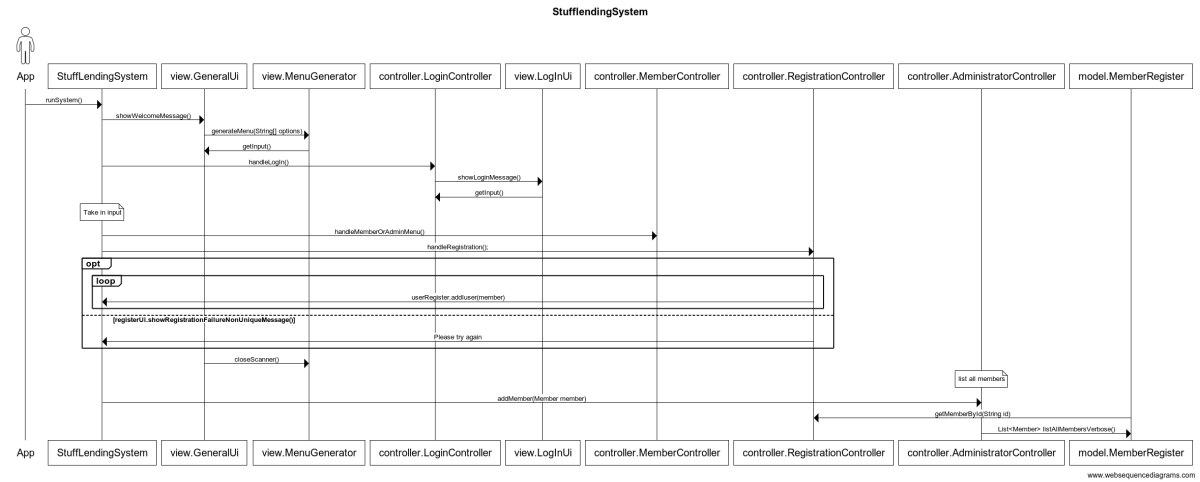 StufflendingSystem
App
StuffLendingSystem
view.GeneralUi
view.MenuGenerator
controller.LoginController
view.LogInUi
controller.MemberController
controller.RegistrationController
controller.AdministratorController
model.MemberRegister
runSystem()
showWelcomeMessage()
generateMenu(String[] options)
getInput()
handleLogIn()
showLoginMessage()
getInput()
Take in input
handleMemberOrAdminMenu()
handleRegistration();
opt
loop
userRegister.addIuser(member)
[registerUi.showRegistrationFailureNonUniqueMessage()]
Please try again
closeScanner()
list all members
addMember(Member member)
getMemberById(String id)
List<Member> listAllMembersVerbose()
App
StuffLendingSystem
view.GeneralUi
view.MenuGenerator
controller.LoginController
view.LogInUi
controller.MemberController
controller.RegistrationController
controller.AdministratorController
model.MemberRegister
www.websequencediagrams.com